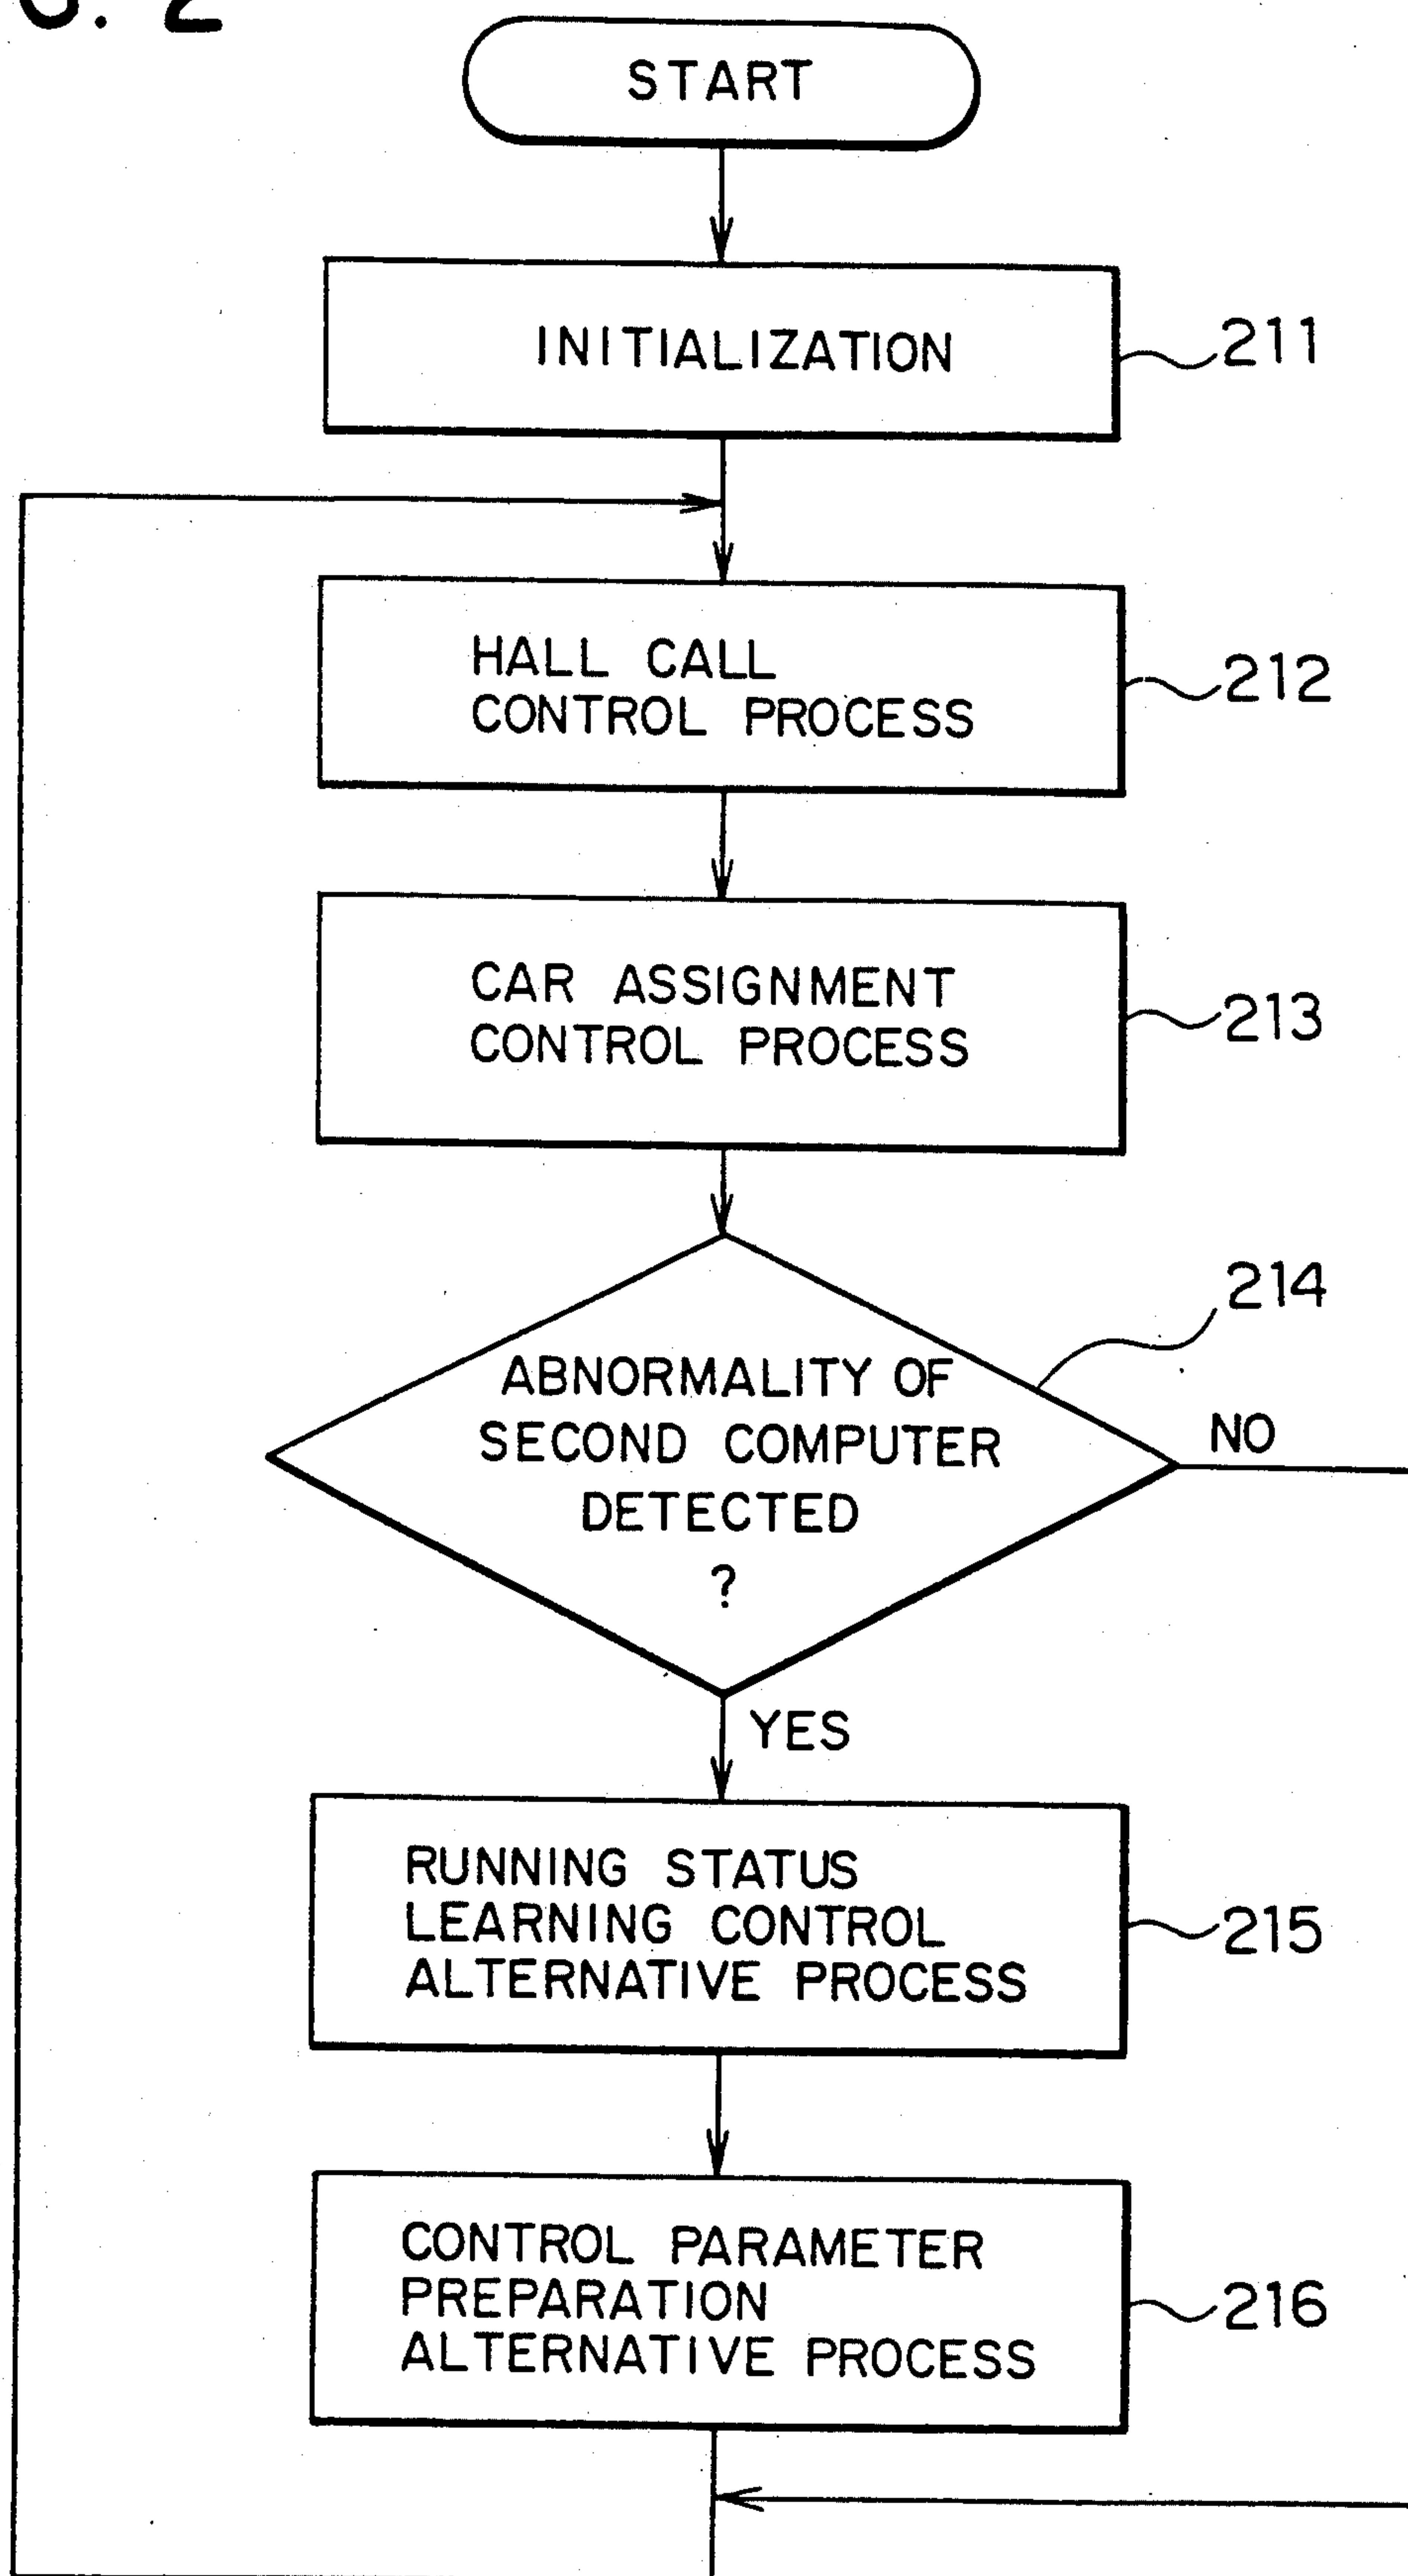 G. 2
START
INITIALIZATION
211
HALL CALL
CONTROL PROCESS
212
CAR ASSIGNMENT
CONTROL PROCESS
213
214
ABNORMALITY OF
SECOND COMPUTER
DETECTED
?
NO
YES
RUNNING STATUS
LEARNING CONTROL
ALTERNATIVE PROCESS
215
CONTROL PARAMETER
PREPARATION
ALTERNATIVE PROCESS
216